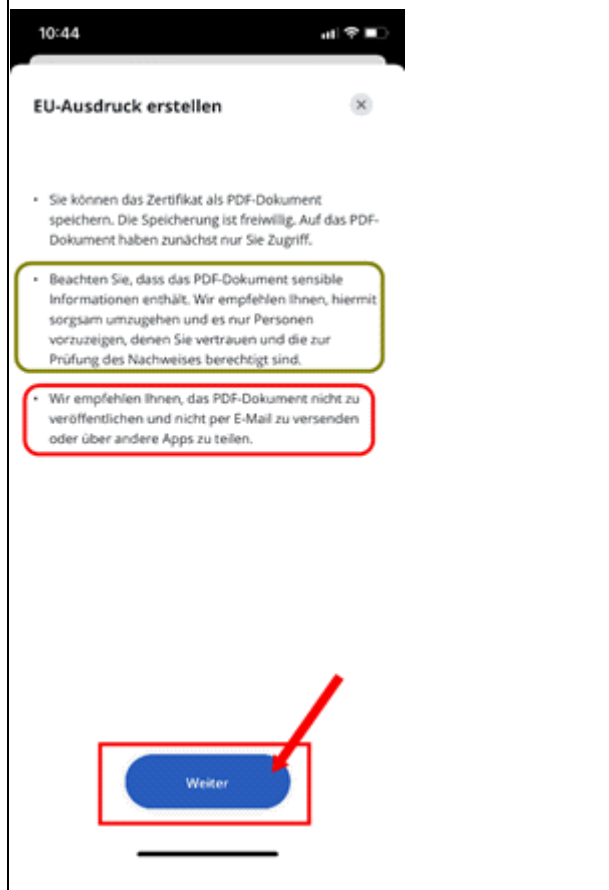 10:44
EU-Ausdruck erstellen
• Sie können das Zertifikat als PDF-Dokument
speichern. Die Speicherung ist freiwillig. Auf das PDF-
Dokument haben zunächst nur Sie Zugriff.
• Beachten Sie, dass das PDF-Dokument sensible
Informationen enthält. Wir empfehlen Ihnen, hiermit
sorgsam umzugehen und es nur Personen
vorzuzeigen, denen Sie vertrauen und die zur
Prüfung des Nachweises berechtigt sind.
• Wir empfehlen Ihnen, das PDF-Dokument nicht zu
veröffentlichen und nicht per E-Mail zu versenden
oder über andere Apps zu teilen.
Weiter